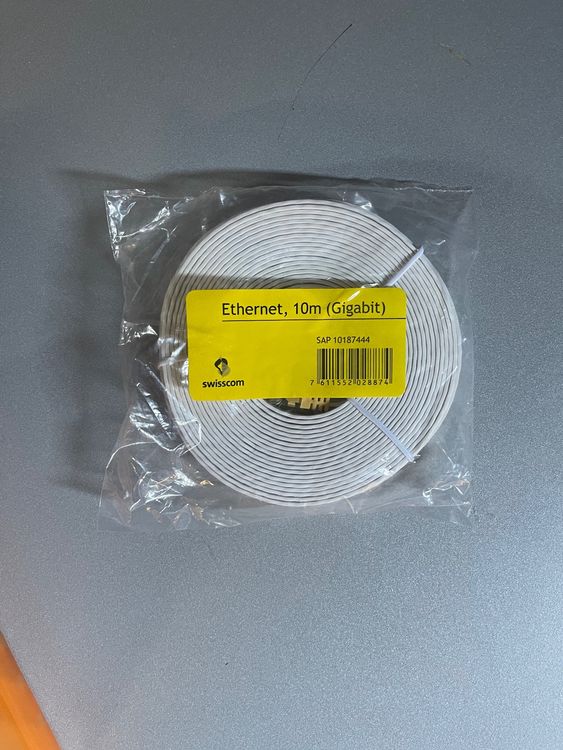 Ethernet, 10m (Gigabit)
SAP 10187444
swisscom
7 611552 028874